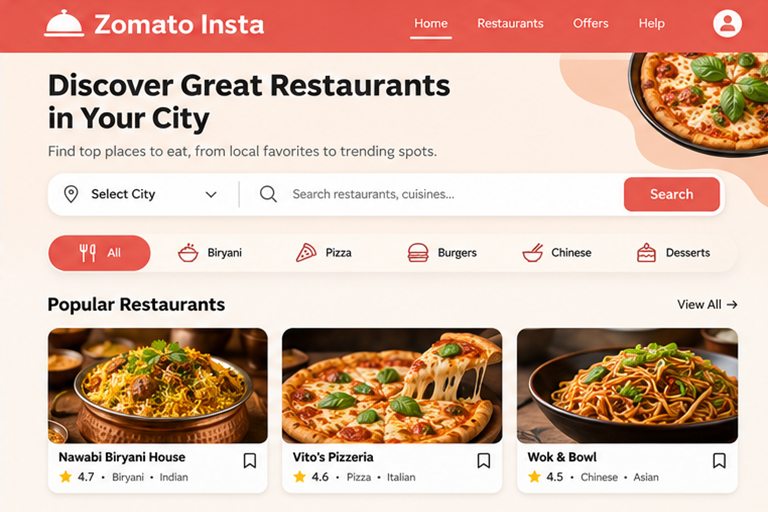 Zomato Insta
Home Restaurants Offers Help
Discover Great Restaurants
in Your City
Find top places to eat, from local favorites to trending spots.
Select City Search restaurants, cuisines... Search
All Biryani Pizza Burgers Chinese Desserts
Popular Restaurants
View All →
Nawabi Biryani House
4.7 • Biryani • Indian
Vito's Pizzeria
4.6 • Pizza • Italian
Wok & Bowl
4.5 • Chinese • Asian